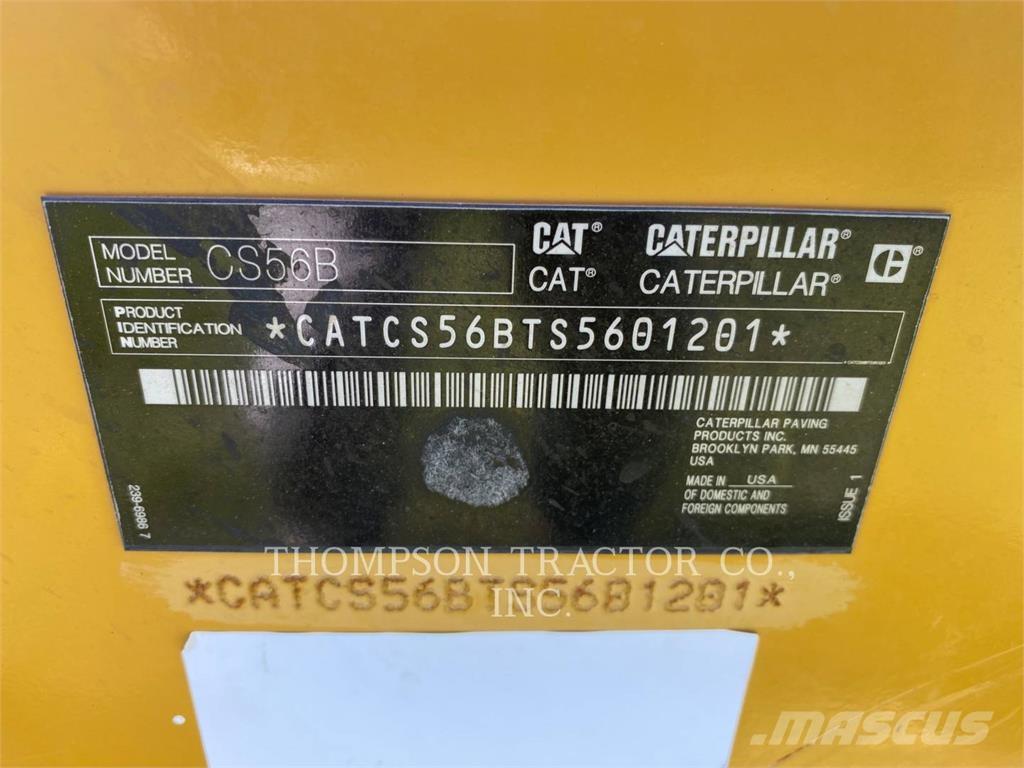 MODEL NUMBER CS56B
CAT® CATERPILLAR®
CAT® CATERPILLAR®
PRODUCT IDENTIFICATION NUMBER *CATCS56BTS5601201*
CATERPILLAR PAVING
PRODUCTS INC.
BROOKLYN PARK, MN 55445
USA
MADE IN USA
OF DOMESTIC AND
FOREIGN COMPONENTS
ISSUE 1
239-6986 7
THOMPSON TRACTOR CO.,
INC.
*CATCS56BTS5601201*
MASCUS